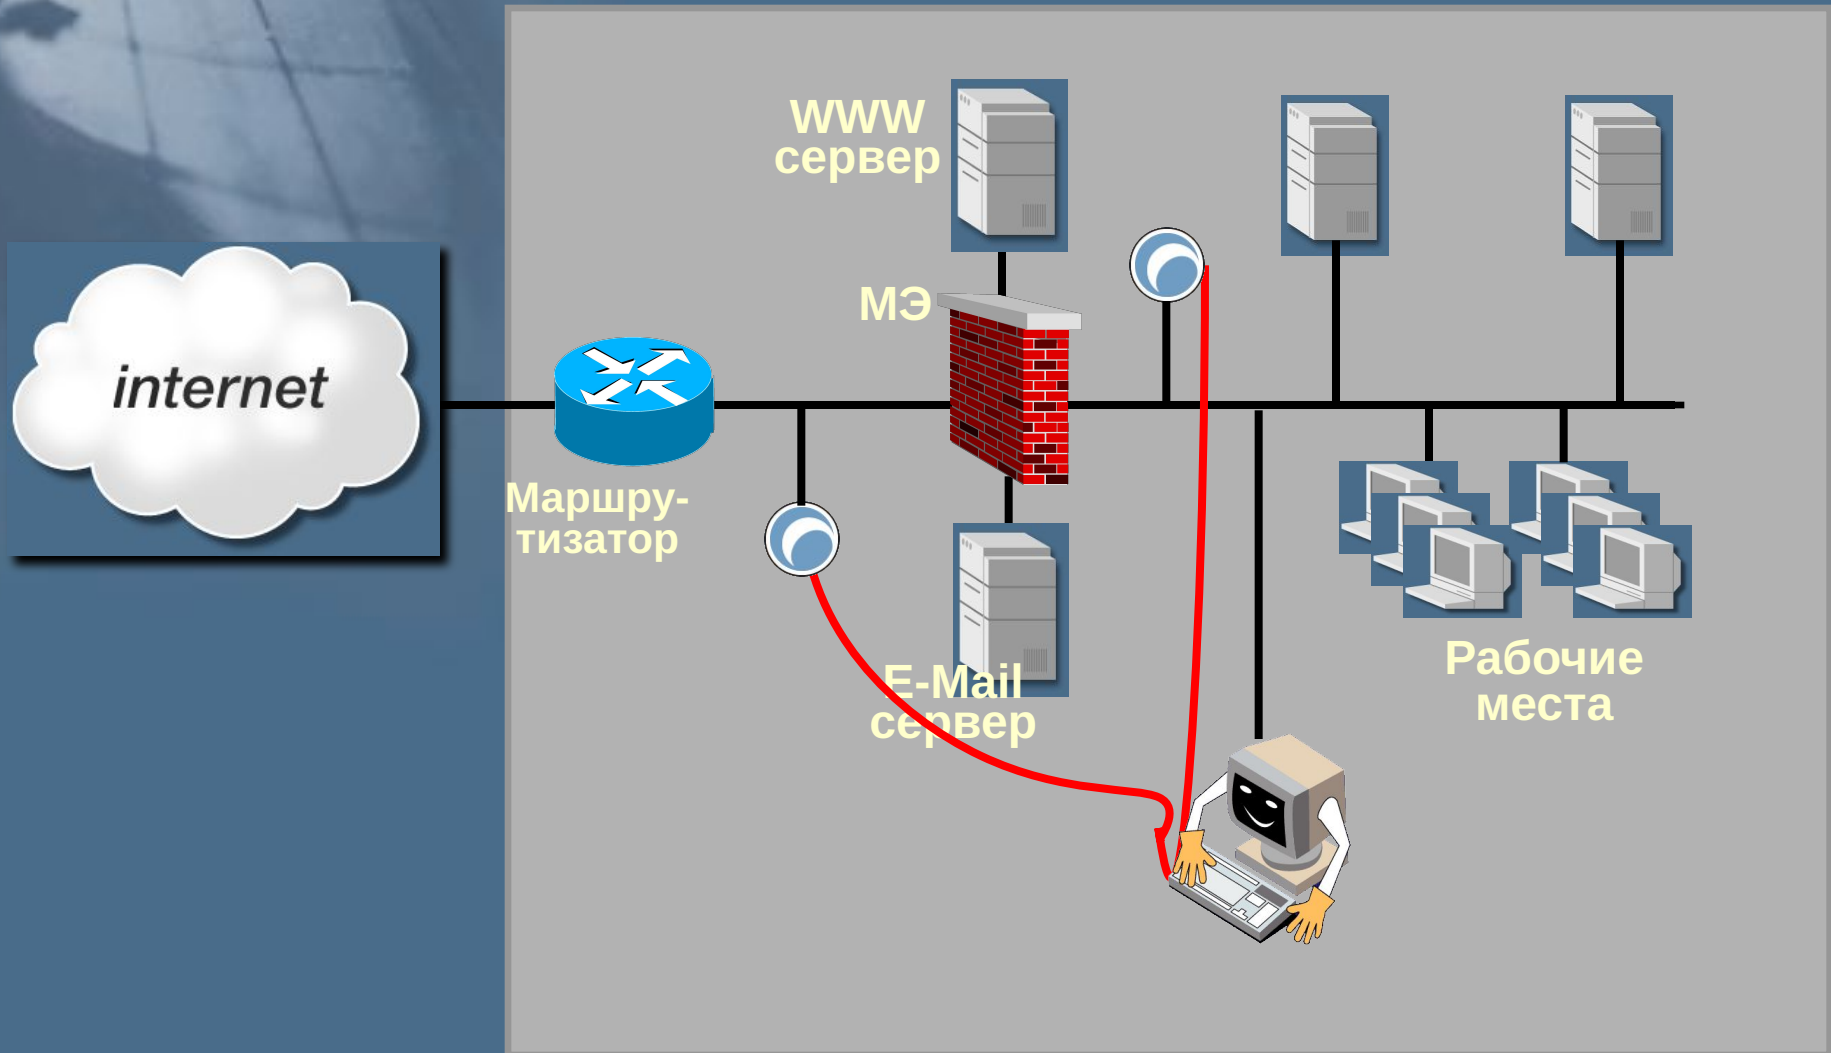 WWW
сервер
МЭ
internet
Маршру-
тизатор
E-Mail
сервер
Рабочие
места